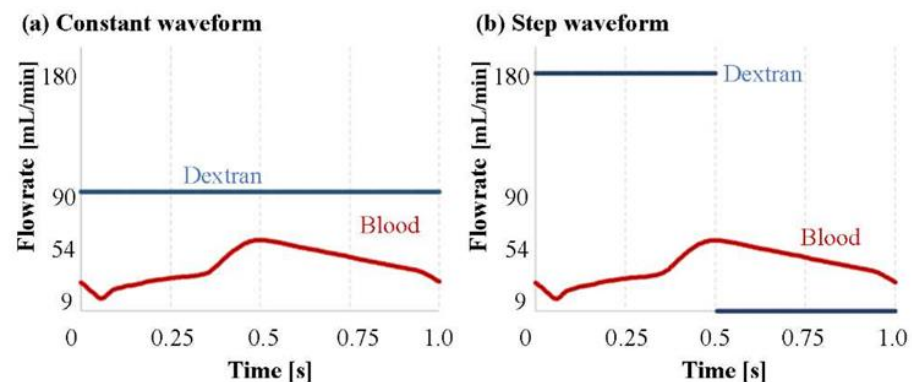 (a) Constant waveform
Flowrate [mL/min]
180
90
54
9
Dextran
Blood
0 0.25 0.5 0.75 1.0
Time [s]
(b) Step waveform
Flowrate [mL/min]
180
90
54
9
Dextran
Blood
0 0.25 0.5 0.75 1.0
Time [s]